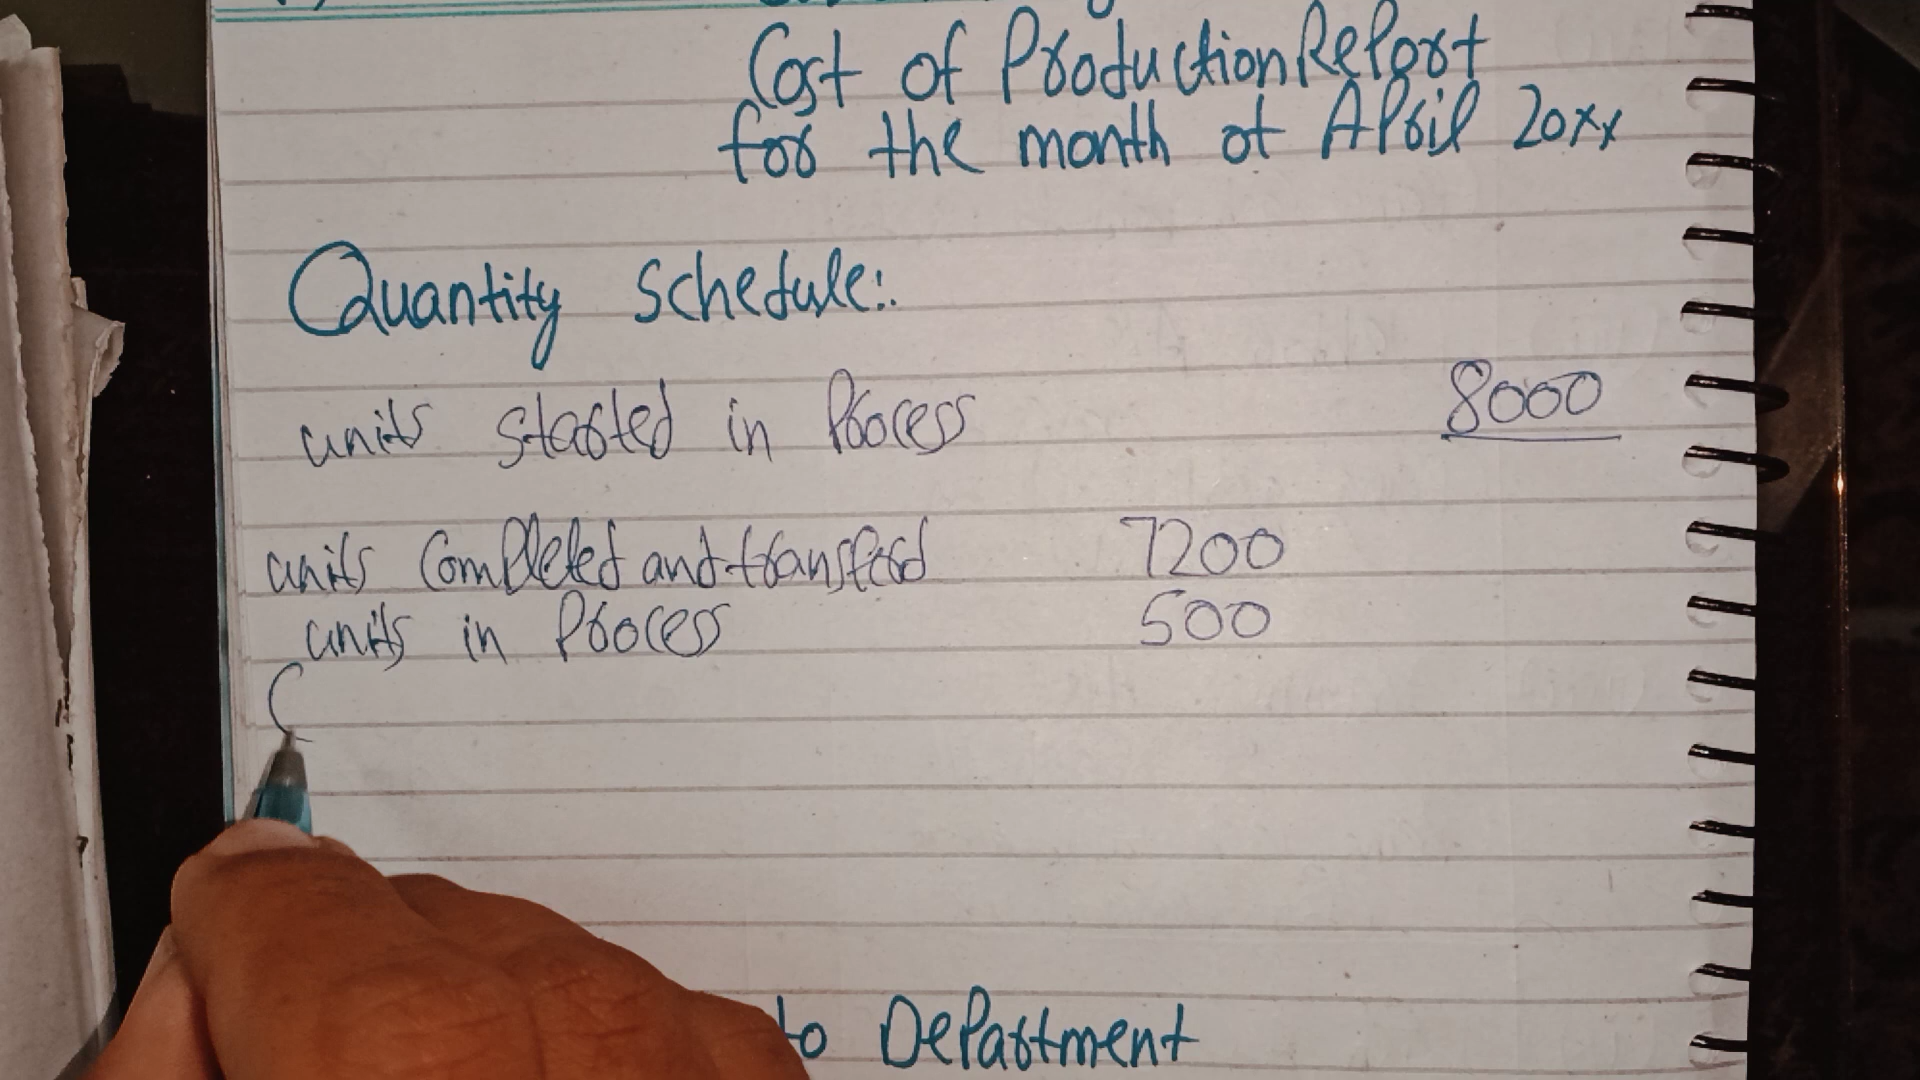 Cost of Production Report
for the month of April 20xx
Quantity Schedule:
units started in Process 8000
units Completed and transferd 7200
units in Process 500
(
to Department